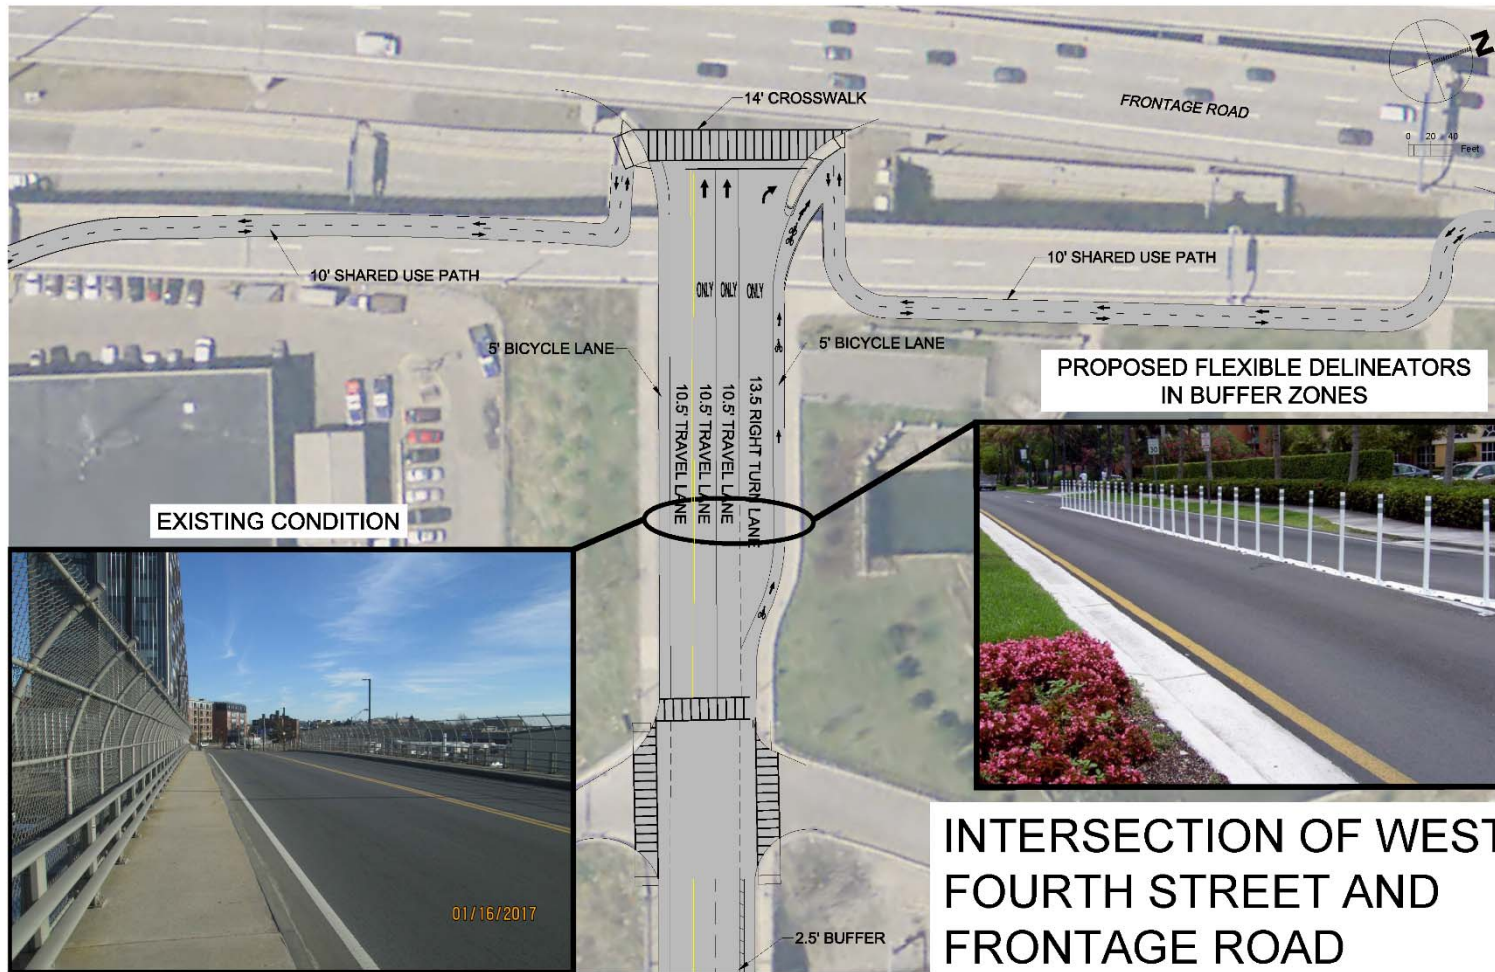 N
14' CROSSWALK
FRONTAGE ROAD
0 20 40
Feet
10' SHARED USE PATH
10' SHARED USE PATH
ONLY
ONLY
ONLY
5' BICYCLE LANE
5' BICYCLE LANE
10.5' TRAVEL LANE
10.5' TRAVEL LANE
10.5' TRAVEL LANE
13.5 RIGHT TURN LANE
PROPOSED FLEXIBLE DELINEATORS
IN BUFFER ZONES
30
EXISTING CONDITION
01/16/2017
2.5' BUFFER
INTERSECTION OF WEST
FOURTH STREET AND
FRONTAGE ROAD